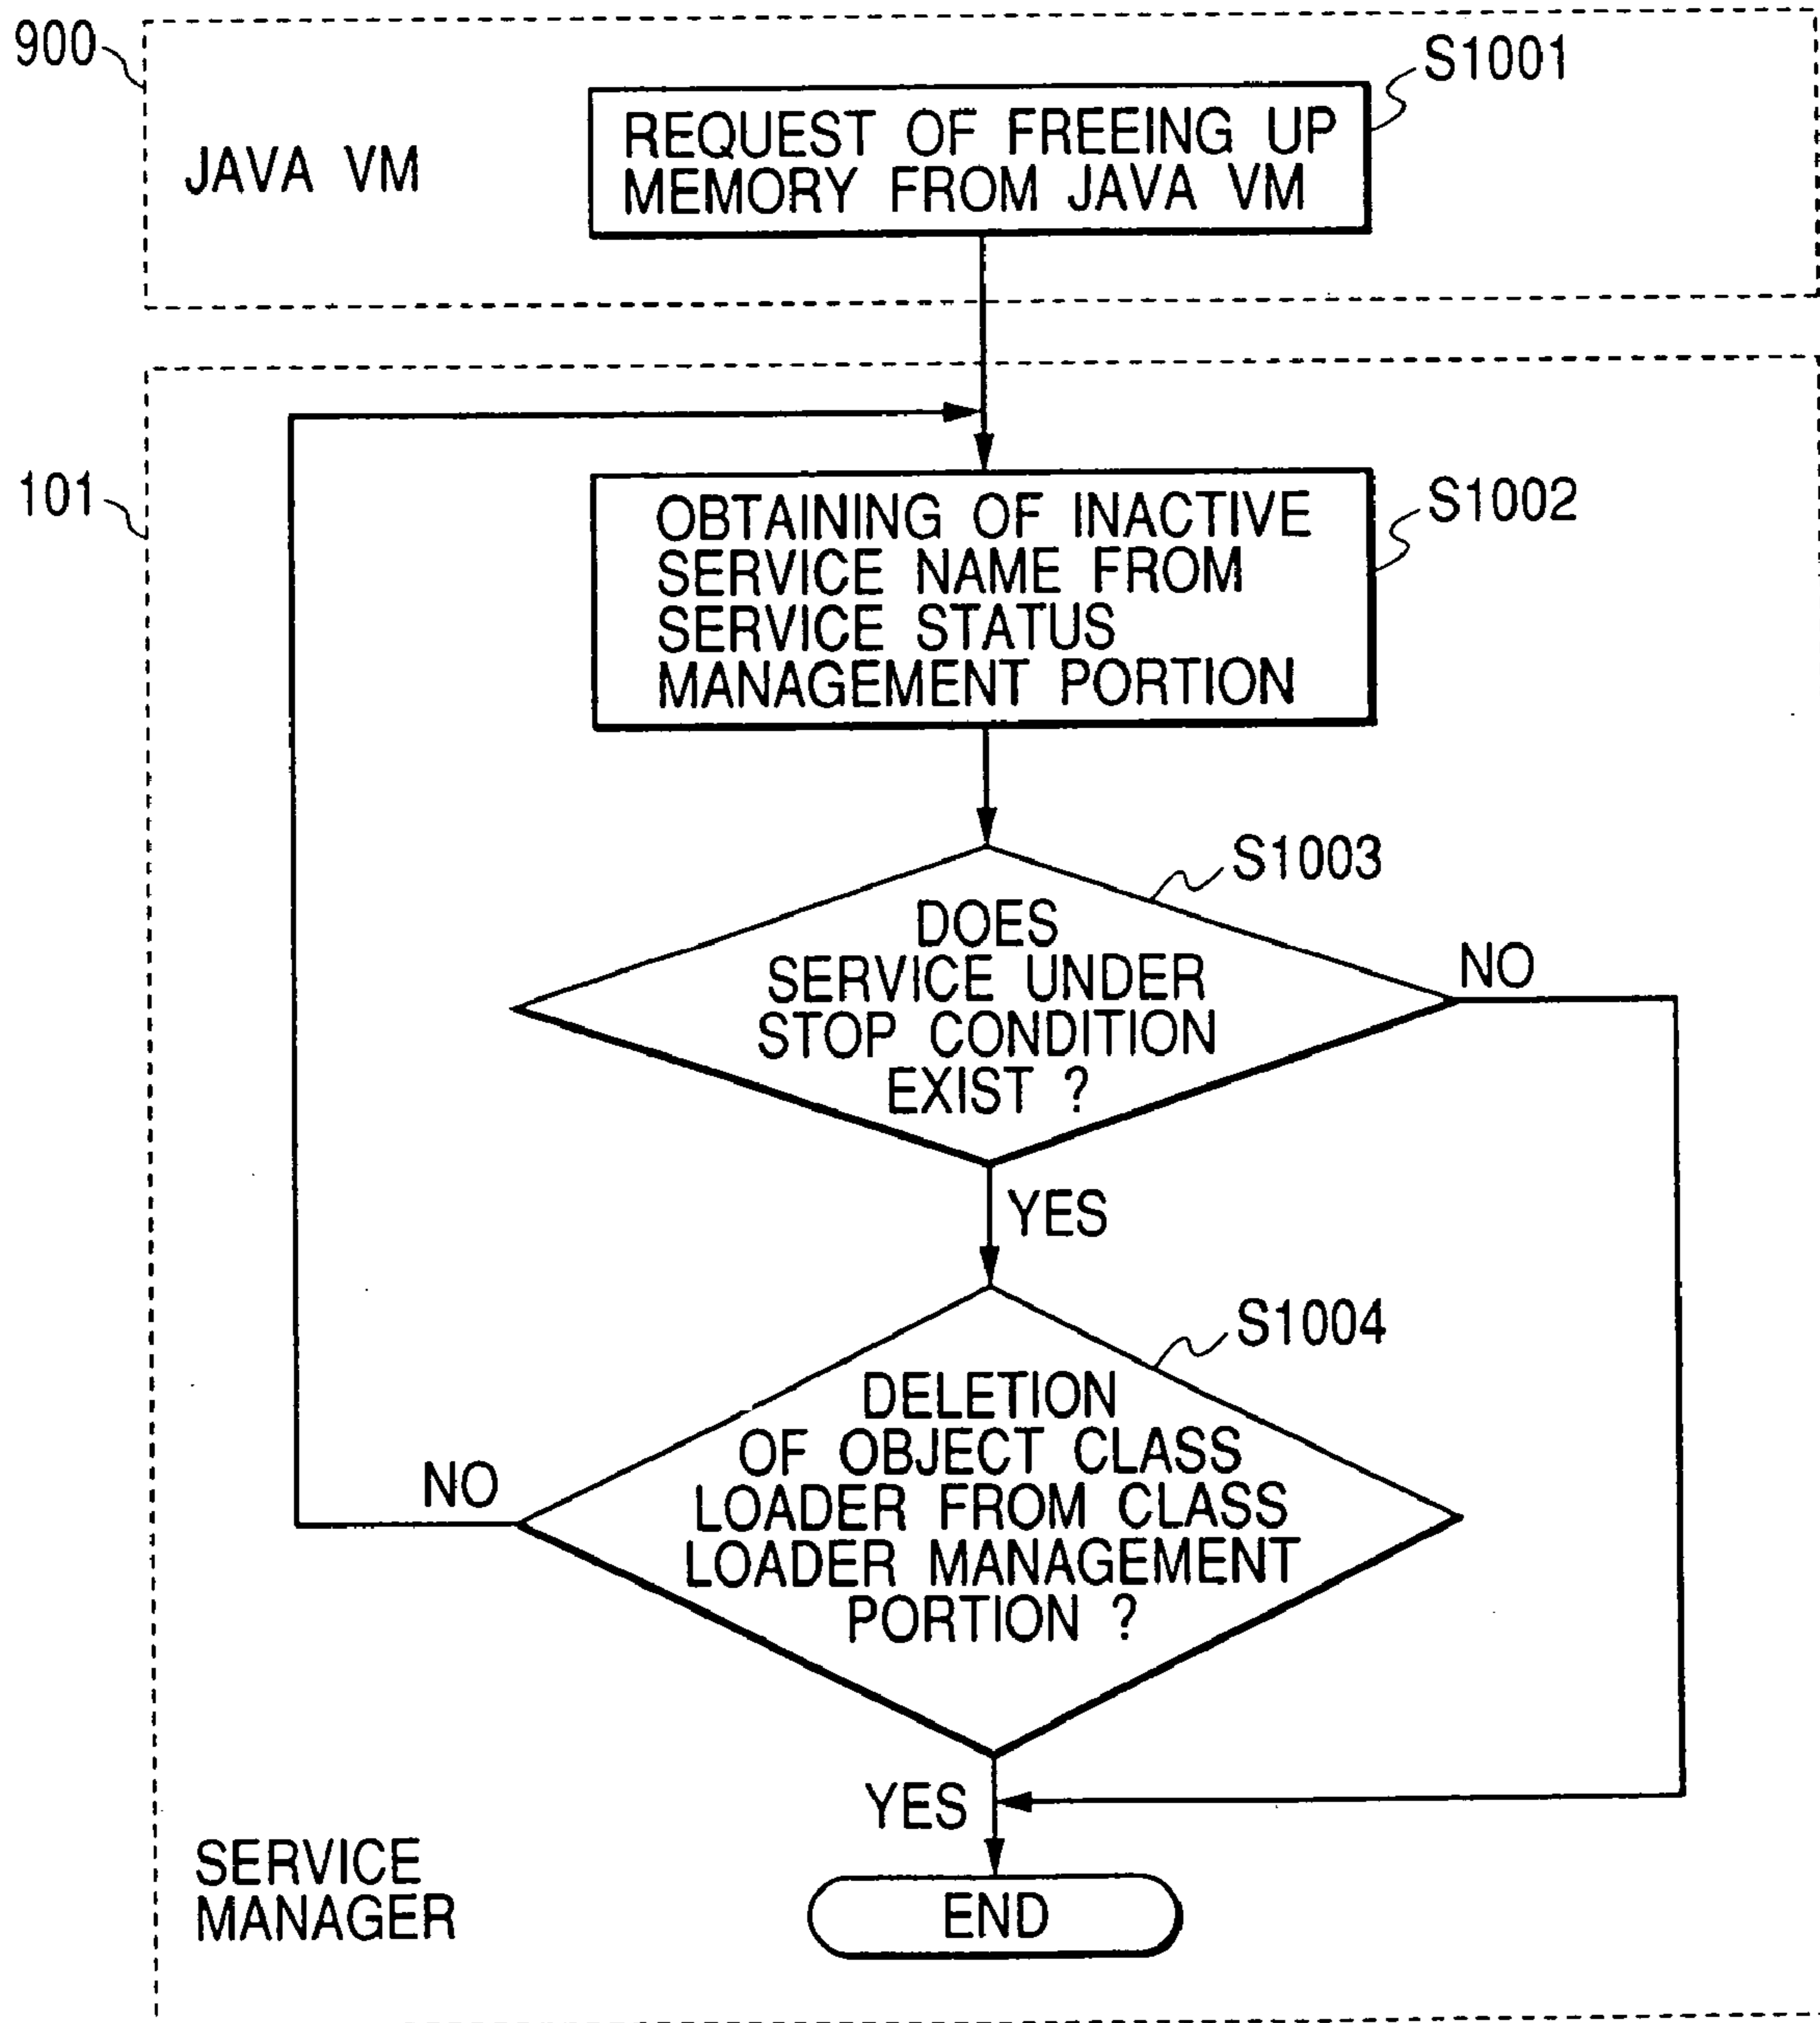 900
S1001
REQUEST OF FREEING UP
MEMORY FROM JAVA VM
JAVA VM
101
S1002
OBTAINING OF INACTIVE
SERVICE NAME FROM
SERVICE STATUS
MANAGEMENT PORTION
S1003
DOES
SERVICE UNDER
STOP CONDITION
EXIST ?
NO
YES
S1004
DELETION
OF OBJECT CLASS
LOADER FROM CLASS
LOADER MANAGEMENT
PORTION ?
NO
YES
SERVICE
MANAGER
END